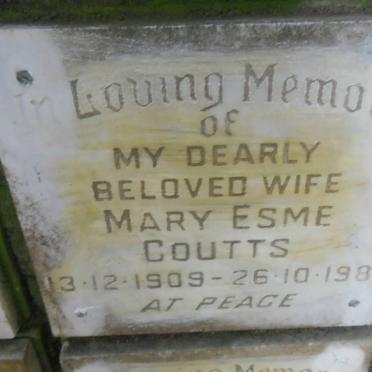 In Loving Memo
of
MY DEARLY
BELOVED WIFE
MARY ESME
COUTTS
13·12·1909-26·10·198
AT PEACE
Memo